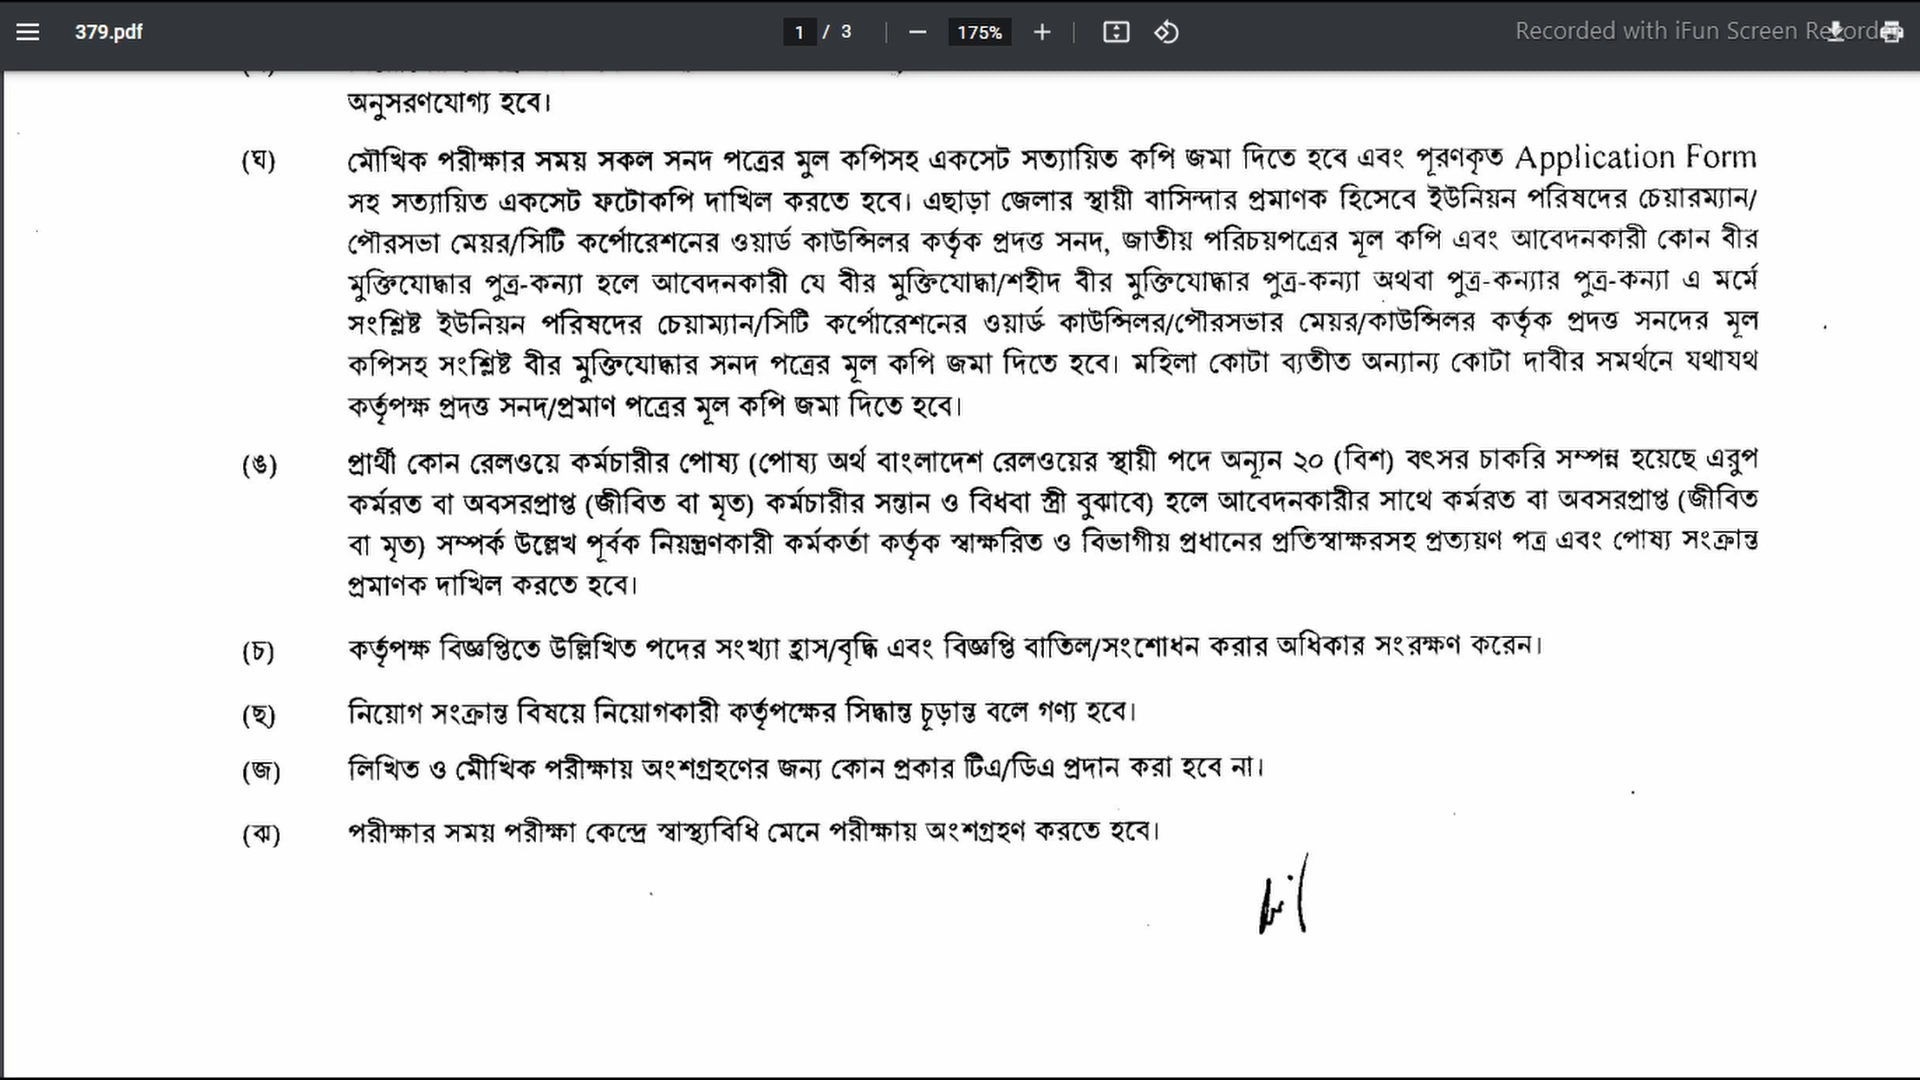 379.pdf
1 / 3
175%
Recorded with iFun Screen Recorder
অনুসরণযোগ্য হবে।
(ঘ) মৌখিক পরীক্ষার সময় সকল সনদ পত্রের মুল কপিসহ একসেট সত্যায়িত কপি জমা দিতে হবে এবং পূরণকৃত Application Form
সহ সত্যায়িত একসেট ফটোকপি দাখিল করতে হবে। এছাড়া জেলার স্থায়ী বাসিন্দার প্রমাণক হিসেবে ইউনিয়ন পরিষদের চেয়ারম্যান/
পৌরসভা মেয়র/সিটি কর্পোরেশনের ওয়ার্ড কাউন্সিলর কর্তৃক প্রদত্ত সনদ, জাতীয় পরিচয়পত্রের মূল কপি এবং আবেদনকারী কোন বীর
মুক্তিযোদ্ধার পুত্র-কন্যা হলে আবেদনকারী যে বীর মুক্তিযোদ্ধা/শহীদ বীর মুক্তিযোদ্ধার পুত্র-কন্যা অথবা পুত্র-কন্যার পুত্র-কন্যা এ মর্মে
সংশ্লিষ্ট ইউনিয়ন পরিষদের চেয়াম্যান/সিটি কর্পোরেশনের ওয়ার্ড কাউন্সিলর/পৌরসভার মেয়র/কাউন্সিলর কর্তৃক প্রদত্ত সনদের মূল
কপিসহ সংশ্লিষ্ট বীর মুক্তিযোদ্ধার সনদ পত্রের মূল কপি জমা দিতে হবে। মহিলা কোটা ব্যতীত অন্যান্য কোটা দাবীর সমর্থনে যথাযথ
কর্তৃপক্ষ প্রদত্ত সনদ/প্রমাণ পত্রের মূল কপি জমা দিতে হবে।
(ঙ) প্রার্থী কোন রেলওয়ে কর্মচারীর পোষ্য (পোষ্য অর্থ বাংলাদেশ রেলওয়ের স্থায়ী পদে অন্যূন ২০ (বিশ) বৎসর চাকরি সম্পন্ন হয়েছে এরুপ
কর্মরত বা অবসরপ্রাপ্ত (জীবিত বা মৃত) কর্মচারীর সন্তান ও বিধবা স্ত্রী বুঝাবে) হলে আবেদনকারীর সাথে কর্মরত বা অবসরপ্রাপ্ত (জীবিত
বা মৃত) সম্পর্ক উল্লেখ পূর্বক নিয়ন্ত্রণকারী কর্মকর্তা কর্তৃক স্বাক্ষরিত ও বিভাগীয় প্রধানের প্রতিস্বাক্ষরসহ প্রত্যয়ণ পত্র এবং পোষ্য সংক্রান্ত
প্রমাণক দাখিল করতে হবে।
(চ) কর্তৃপক্ষ বিজ্ঞপ্তিতে উল্লিখিত পদের সংখ্যা হ্রাস/বৃদ্ধি এবং বিজ্ঞপ্তি বাতিল/সংশোধন করার অধিকার সংরক্ষণ করেন।
(ছ) নিয়োগ সংক্রান্ত বিষয়ে নিয়োগকারী কর্তৃপক্ষের সিদ্ধান্ত চূড়ান্ত বলে গণ্য হবে।
(জ) লিখিত ও মৌখিক পরীক্ষায় অংশগ্রহণের জন্য কোন প্রকার টিএ/ডিএ প্রদান করা হবে না।
(ঝ) পরীক্ষার সময় পরীক্ষা কেন্দ্রে স্বাস্থ্যবিধি মেনে পরীক্ষায় অংশগ্রহণ করতে হবে।